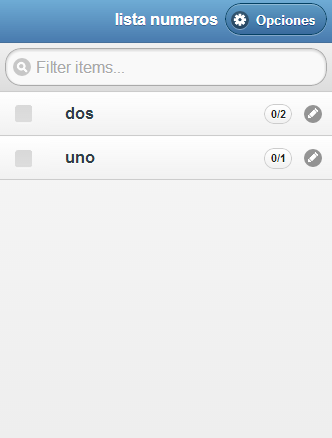 lista numeros Opciones
Filter items...
dos 0/2
uno 0/1